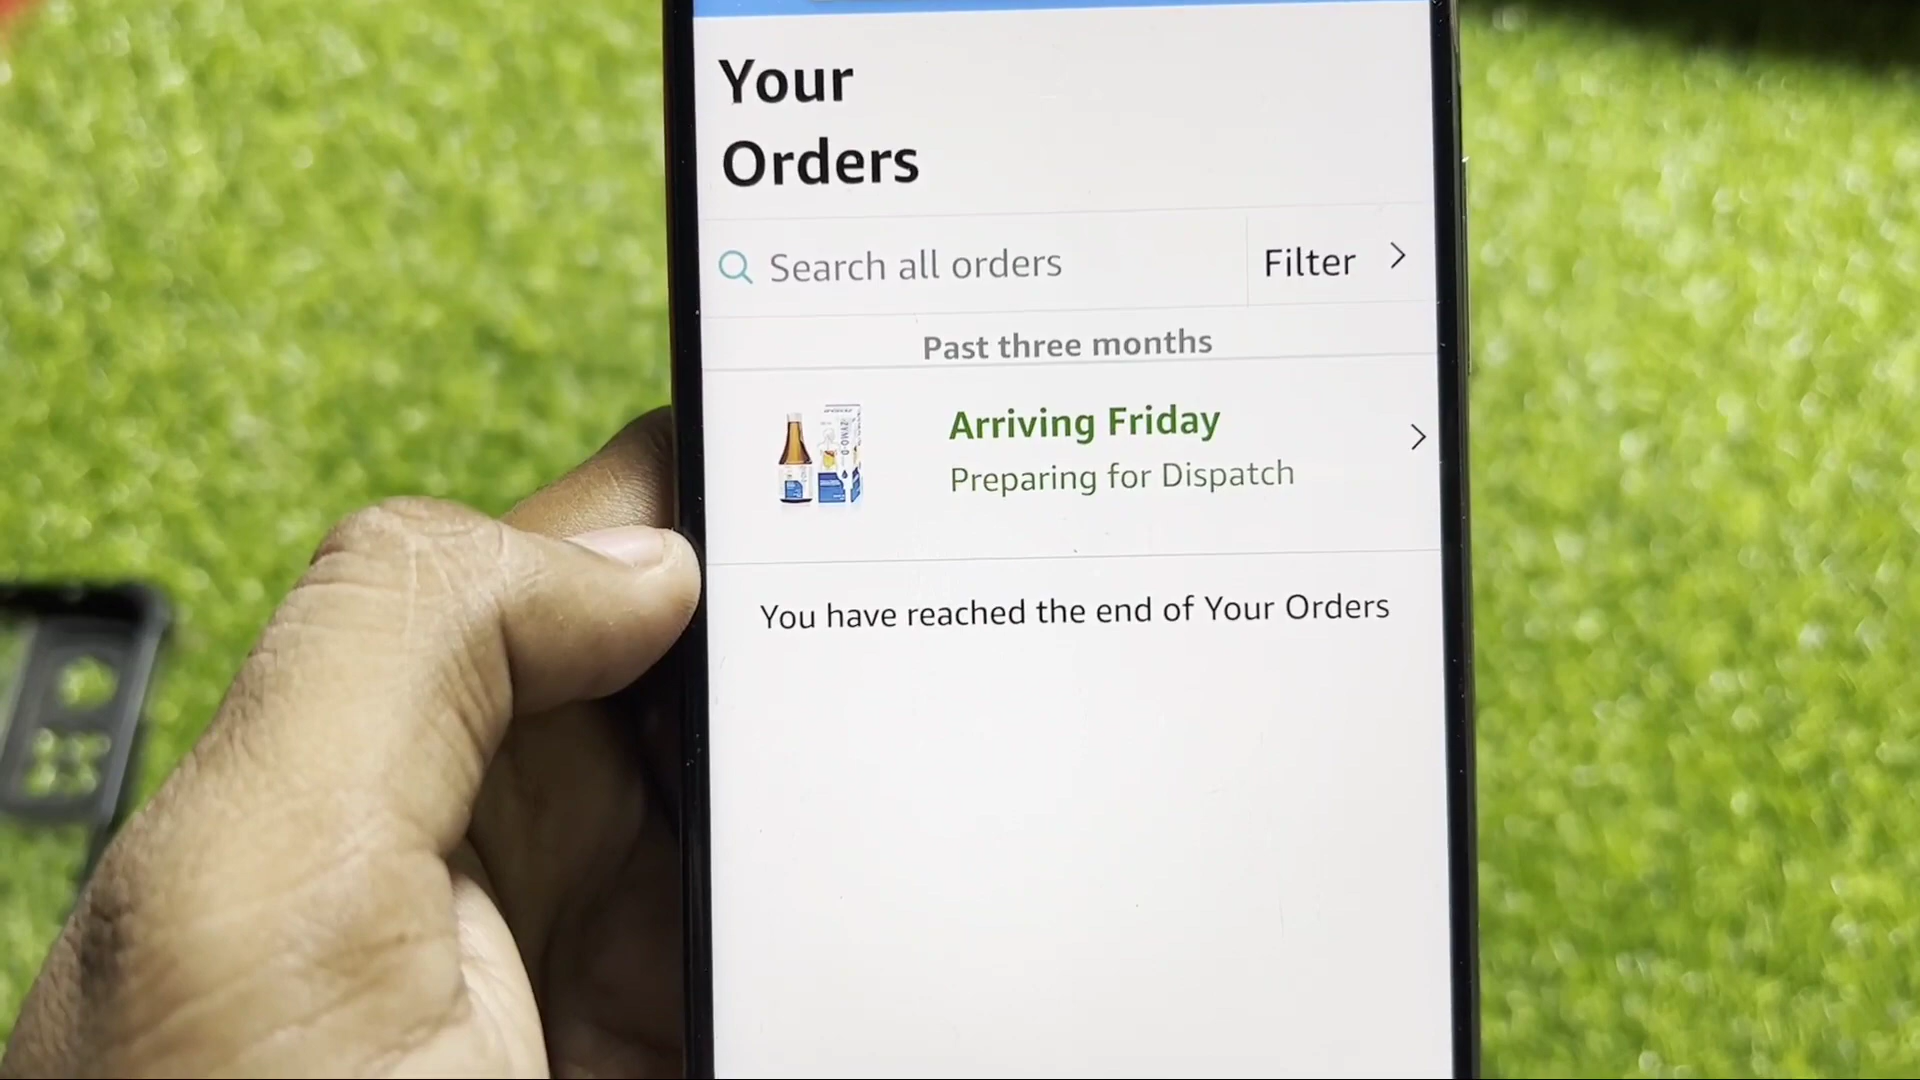 Your
Orders
Search all orders
Filter
Past three months
Arriving Friday
Preparing for Dispatch
You have reached the end of Your Orders